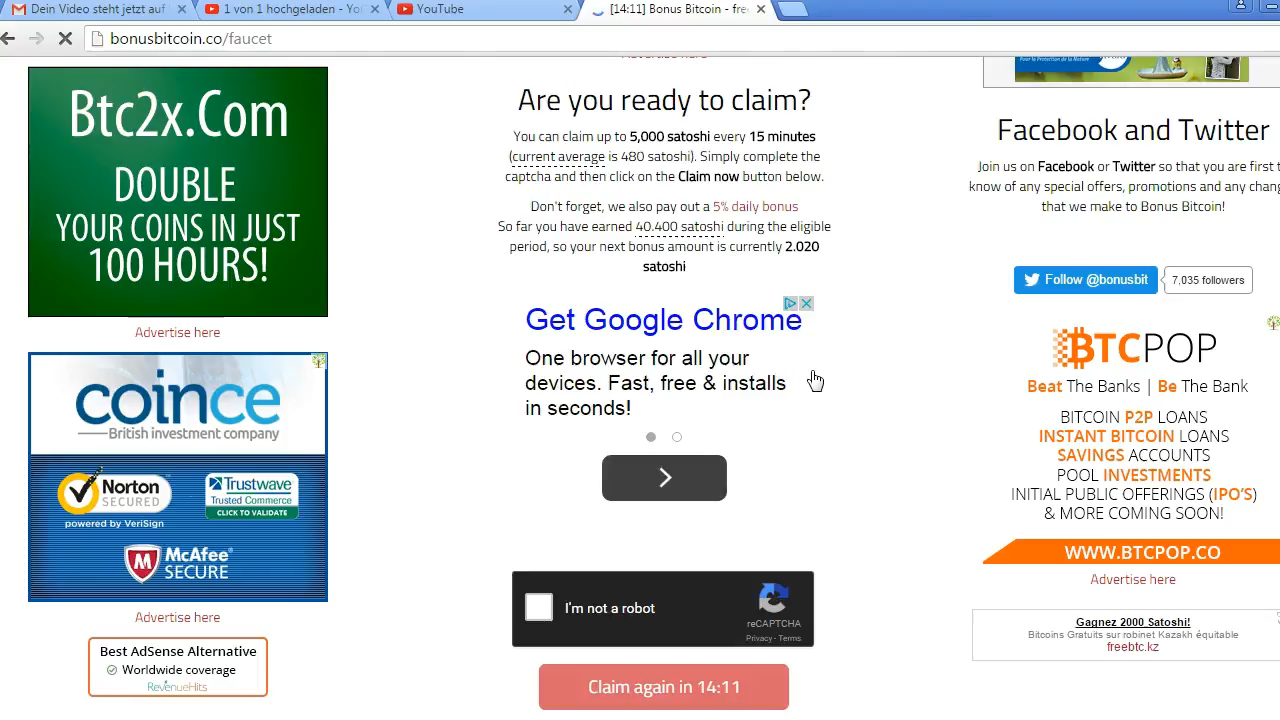 Dein Video steht jetzt auf
1 von 1 hochgeladen - Yo
YouTube
[14:11] Bonus Bitcoin - fre
bonusbitcoin.co/faucet
Btc2x.Com
DOUBLE
YOUR COINS IN JUST
100 HOURS!
Advertise here
coince
British investment company
Norton
SECURED
powered by VeriSign
Trustwave
Trusted Commerce
CLICK TO VALIDATE
McAfee
SECURE
Advertise here
Best AdSense Alternative
Worldwide coverage
RevenueHits
Advertise here
Are you ready to claim?
You can claim up to 5,000 satoshi every 15 minutes
(current average is 480 satoshi). Simply complete the
captcha and then click on the Claim now button below.
Don't forget, we also pay out a 5% daily bonus
So far you have earned 40.400 satoshi during the eligible
period, so your next bonus amount is currently 2.020
satoshi
Get Google Chrome
One browser for all your
devices. Fast, free & installs
in seconds!
I'm not a robot
reCAPTCHA
Privacy - Terms
Claim again in 14:11
Pour la Protection de la Nature
Facebook and Twitter
Join us on Facebook or Twitter so that you are first t
know of any special offers, promotions and any chang
that we make to Bonus Bitcoin!
Follow @bonusbit
7,035 followers
BTCPOP
Beat The Banks | Be The Bank
BITCOIN P2P LOANS
INSTANT BITCOIN LOANS
SAVINGS ACCOUNTS
POOL INVESTMENTS
INITIAL PUBLIC OFFERINGS (IPO'S)
& MORE COMING SOON!
WWW.BTCPOP.CO
Advertise here
Gagnez 2000 Satoshi!
Bitcoins Gratuits sur robinet Kazakh équitable
freebtc.kz